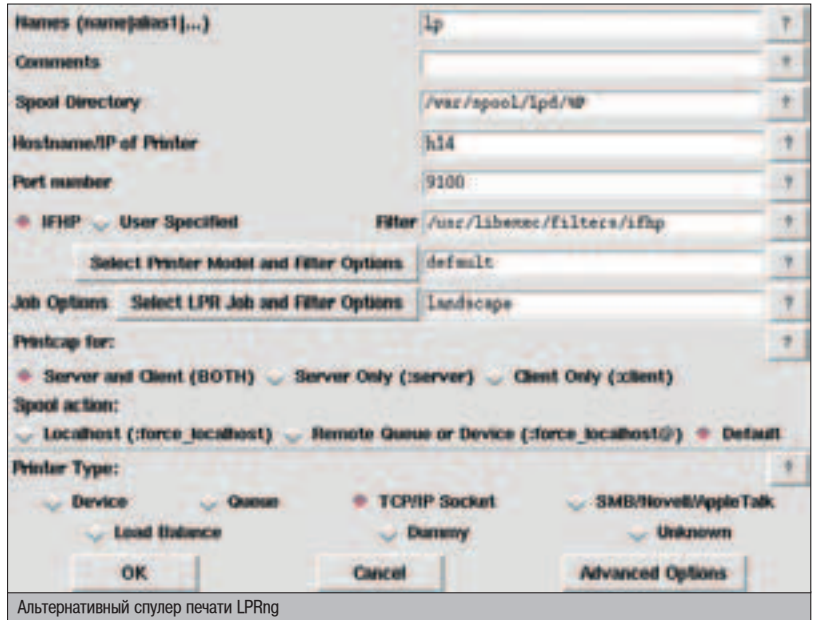 Names (name|alias1|...) lp ?
Comments ?
Spool Directory /var/spool/lpd/%P ?
Hostname/IP of Printer h14 ?
Port number 9100 ?
IFHP User Specified Filter /usr/libexec/filters/ifhp ?
Select Printer Model and Filter Options default ?
Job Options Select LPR Job and Filter Options landscape ?
Printcap for: ?
Server and Client (BOTH) Server Only (:server) Client Only (:client)
Spool action:
Localhost (:force_localhost) Remote Queue or Device (:force_localhost@) Default
Printer Type: ?
Device Queue TCP/IP Socket SMB/Novell/AppleTalk
Load Balance Dummy Unknown
OK Cancel Advanced Options
Альтернативный спулер печати LPRng